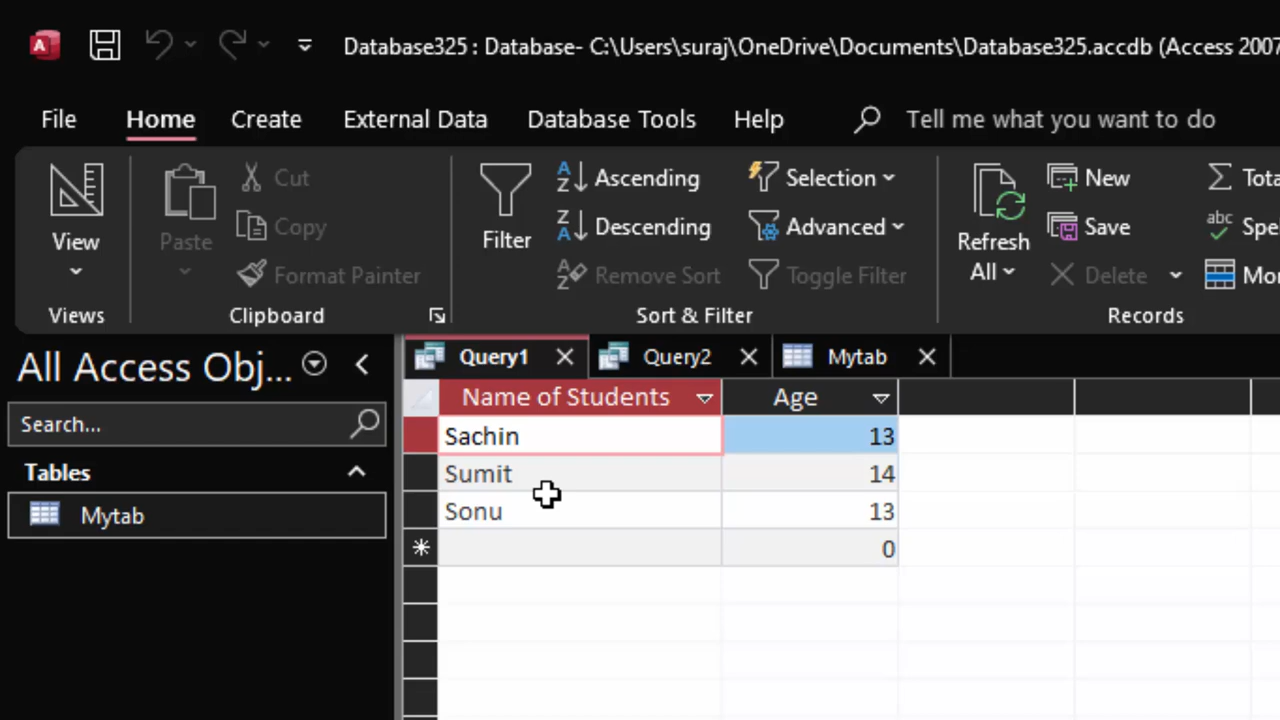 Database325 : Database- C:\Users\suraj\OneDrive\Documents\Database325.accdb (Access 2007
File Home Create External Data Database Tools Help Tell me what you want to do
View
Views
Paste
Cut
Copy
Format Painter
Clipboard
Filter
Ascending
Descending
Remove Sort
Selection
Advanced
Toggle Filter
Sort & Filter
Refresh
All
New
Save
Delete
Records
All Access Obj...
Search...
Tables
Mytab
Query1 Query2 Mytab
Name of Students Age
Sachin 13
Sumit 14
Sonu 13
0